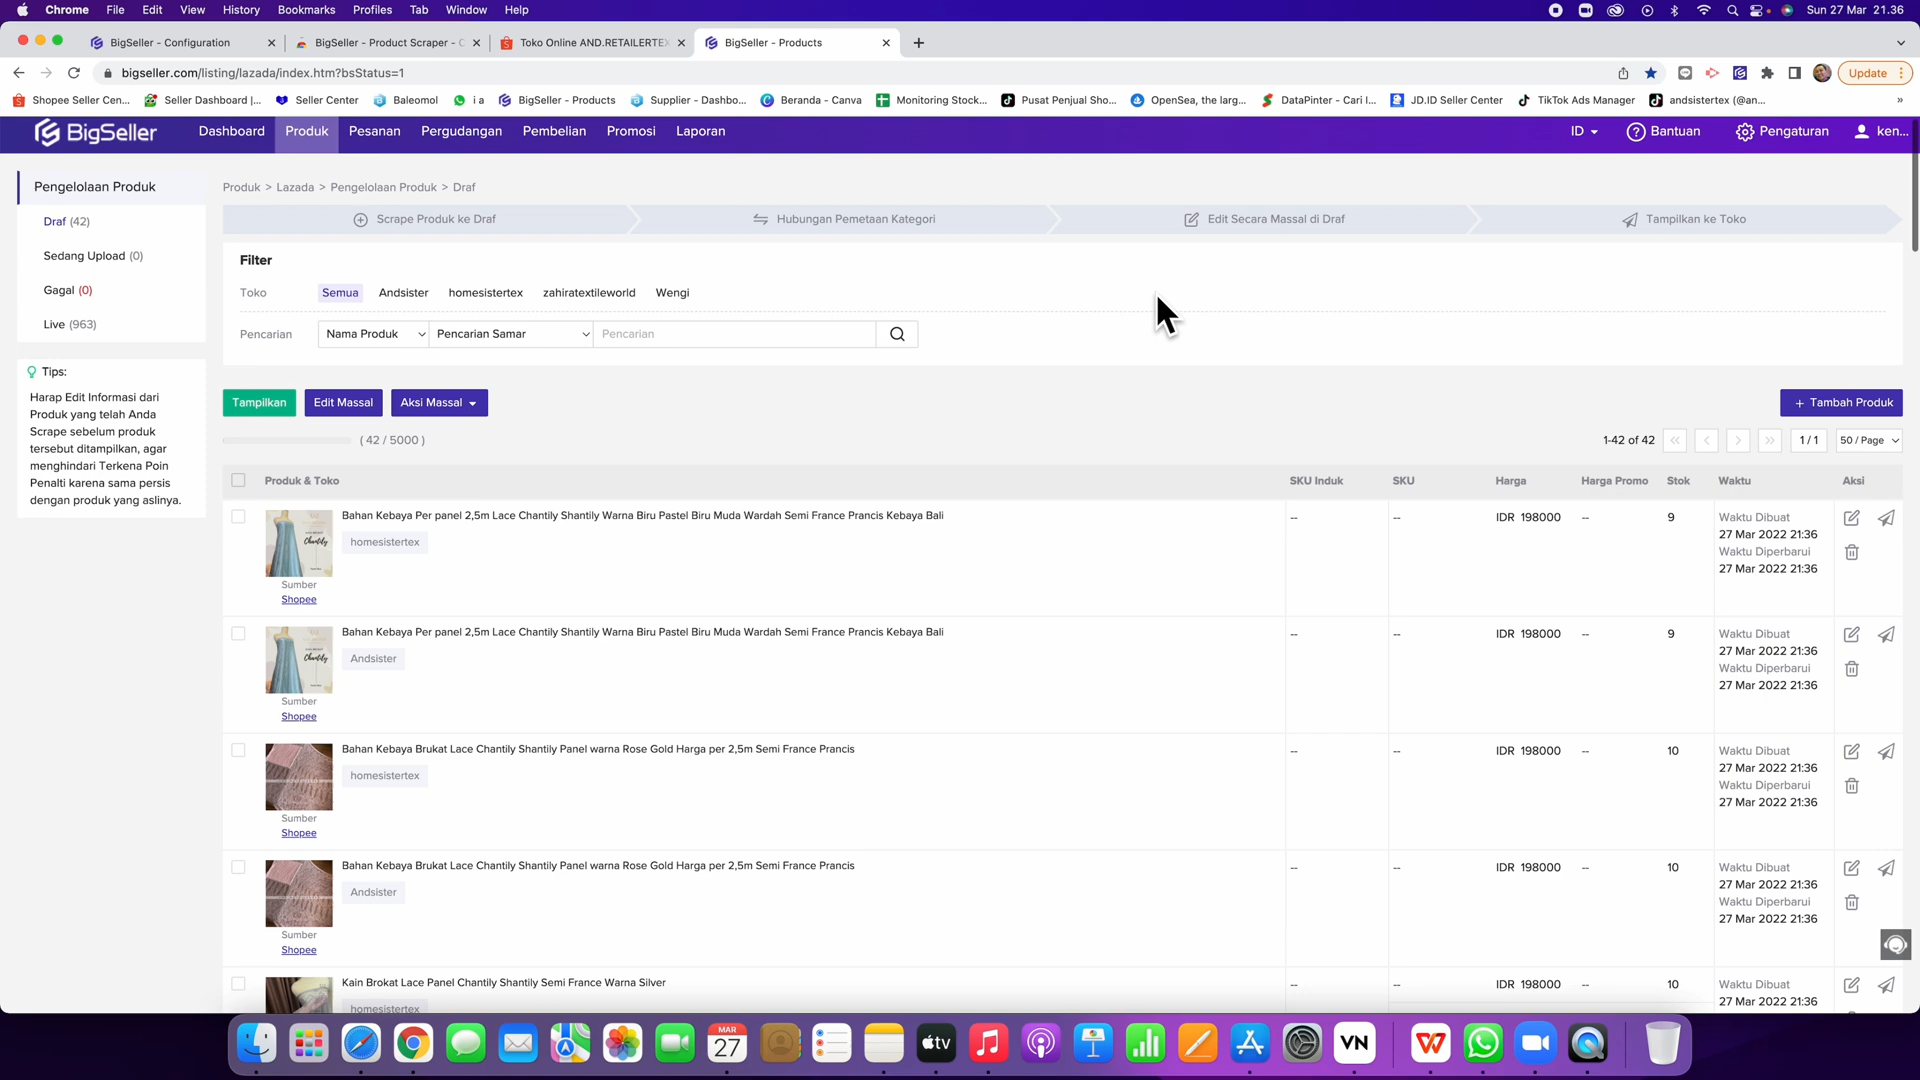 Chrome File Edit View History Bookmarks Profiles Tab Window Help Sun 27 Mar 21.36
BigSeller - Configuration BigSeller - Product Scraper - C Toko Online AND.RETAILERTEX BigSeller - Products
bigseller.com/listing/lazada/index.htm?bsStatus=1 Update
Shopee Seller Cen... Seller Dashboard |... Seller Center Baleomol i a BigSeller - Products Supplier - Dashbo... Beranda - Canva Monitoring Stock... Pusat Penjual Sho... OpenSea, the larg... DataPinter - Cari I... JD.ID Seller Center TikTok Ads Manager andsistertex (@an... »
BigSeller Dashboard Produk Pesanan Pergudangan Pembelian Promosi Laporan ID Bantuan Pengaturan ken...
Pengelolaan Produk
Draf (42)
Sedang Upload (0)
Gagal (0)
Live (963)
Tips:
Harap Edit Informasi dari
Produk yang telah Anda
Scrape sebelum produk
tersebut ditampilkan, agar
menghindari Terkena Poin
Penalti karena sama persis
dengan produk yang aslinya.
Produk > Lazada > Pengelolaan Produk > Draf
Scrape Produk ke Draf Hubungan Pemetaan Kategori Edit Secara Massal di Draf Tampilkan ke Toko
Filter
Toko Semua Andsister homesistertex zahiratextileworld Wengi
Pencarian Nama Produk Pencarian Samar Pencarian
Tampilkan Edit Massal Aksi Massal + Tambah Produk
( 42 / 5000 ) 1-42 of 42 « < > » 1 / 1 50 / Page
Produk & Toko SKU Induk SKU Harga Harga Promo Stok Waktu Aksi
Bahan Kebaya Per panel 2,5m Lace Chantily Shantily Warna Biru Pastel Biru Muda Wardah Semi France Prancis Kebaya Bali -- -- IDR 198000 -- 9 Waktu Dibuat
27 Mar 2022 21:36
homesistertex Waktu Diperbarui
Chantily 27 Mar 2022 21:36
Sumber
Shopee
Bahan Kebaya Per panel 2,5m Lace Chantily Shantily Warna Biru Pastel Biru Muda Wardah Semi France Prancis Kebaya Bali -- -- IDR 198000 -- 9 Waktu Dibuat
27 Mar 2022 21:36
Andsister Waktu Diperbarui
Chantily 27 Mar 2022 21:36
Sumber
Shopee
Bahan Kebaya Brukat Lace Chantily Shantily Panel warna Rose Gold Harga per 2,5m Semi France Prancis -- -- IDR 198000 -- 10 Waktu Dibuat
27 Mar 2022 21:36
homesistertex Waktu Diperbarui
27 Mar 2022 21:36
Sumber
Shopee
Bahan Kebaya Brukat Lace Chantily Shantily Panel warna Rose Gold Harga per 2,5m Semi France Prancis -- -- IDR 198000 -- 10 Waktu Dibuat
27 Mar 2022 21:36
Andsister Waktu Diperbarui
27 Mar 2022 21:36
Sumber
Shopee
Kain Brokat Lace Panel Chantily Shantily Semi France Warna Silver -- -- IDR 198000 -- 10 Waktu Dibuat
27 Mar 2022 21:36
homesistertex
MAR
27
tv
VN